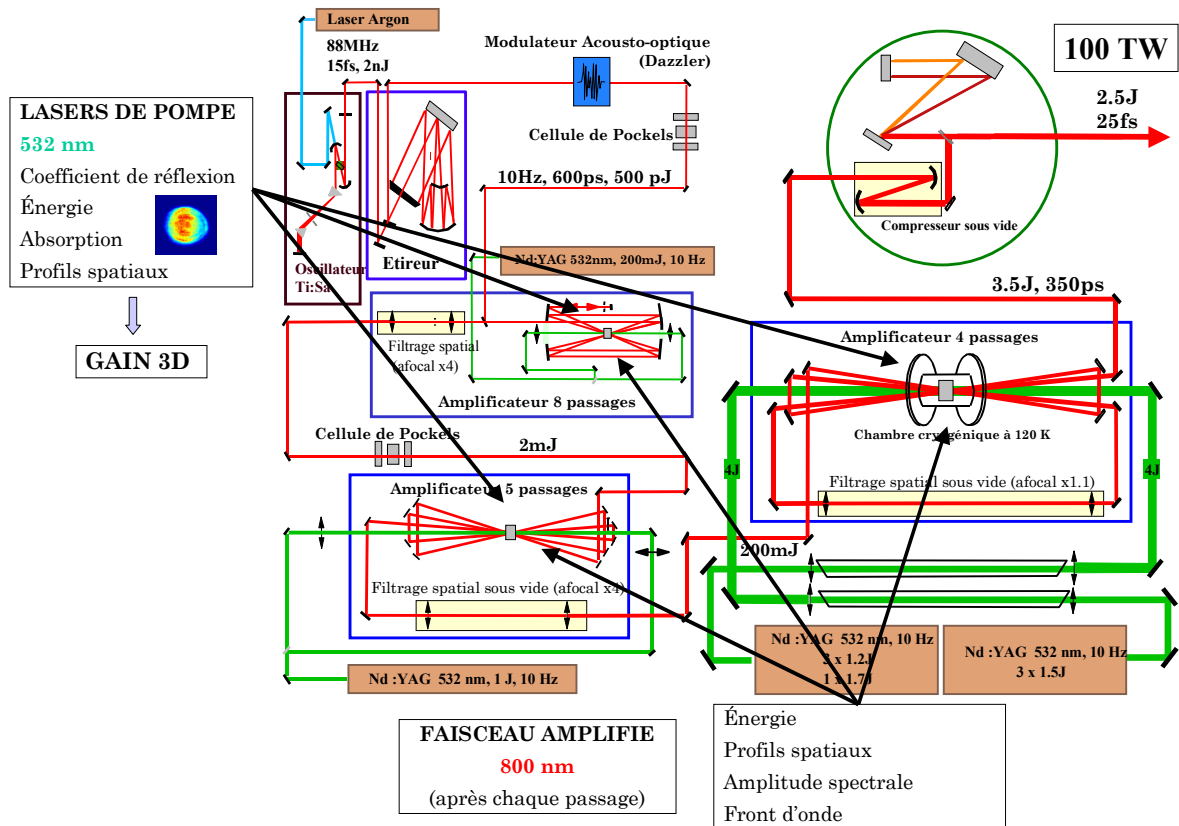 Laser Argon
88MHz
15fs, 2nJ
Modulateur Acousto-optique
(Dazzler)
100 TW
2.5J
25fs
LASERS DE POMPE
532 nm
Coefficient de réflexion
Énergie
Absorption
Profils spatiaux
GAIN 3D
Cellule de Pockels
10Hz, 600ps, 500 pJ
Compresseur sous vide
Oscillateur
Ti:Sa
Etireur
Nd:YAG 532nm, 200mJ, 10 Hz
3.5J, 350ps
Filtrage spatial
(afocal x4)
Amplificateur 8 passages
Amplificateur 4 passages
Chambre cryogénique à 120 K
4J
4J
Filtrage spatial sous vide (afocal x1.1)
Cellule de Pockels
2mJ
Amplificateur 5 passages
Filtrage spatial sous vide (afocal x4)
200mJ
Nd :YAG 532 nm, 1 J, 10 Hz
Nd :YAG 532 nm, 10 Hz
3 x 1.2J
1 x 1.7J
Nd :YAG 532 nm, 10 Hz
3 x 1.5J
FAISCEAU AMPLIFIE
800 nm
(après chaque passage)
Énergie
Profils spatiaux
Amplitude spectrale
Front d'onde